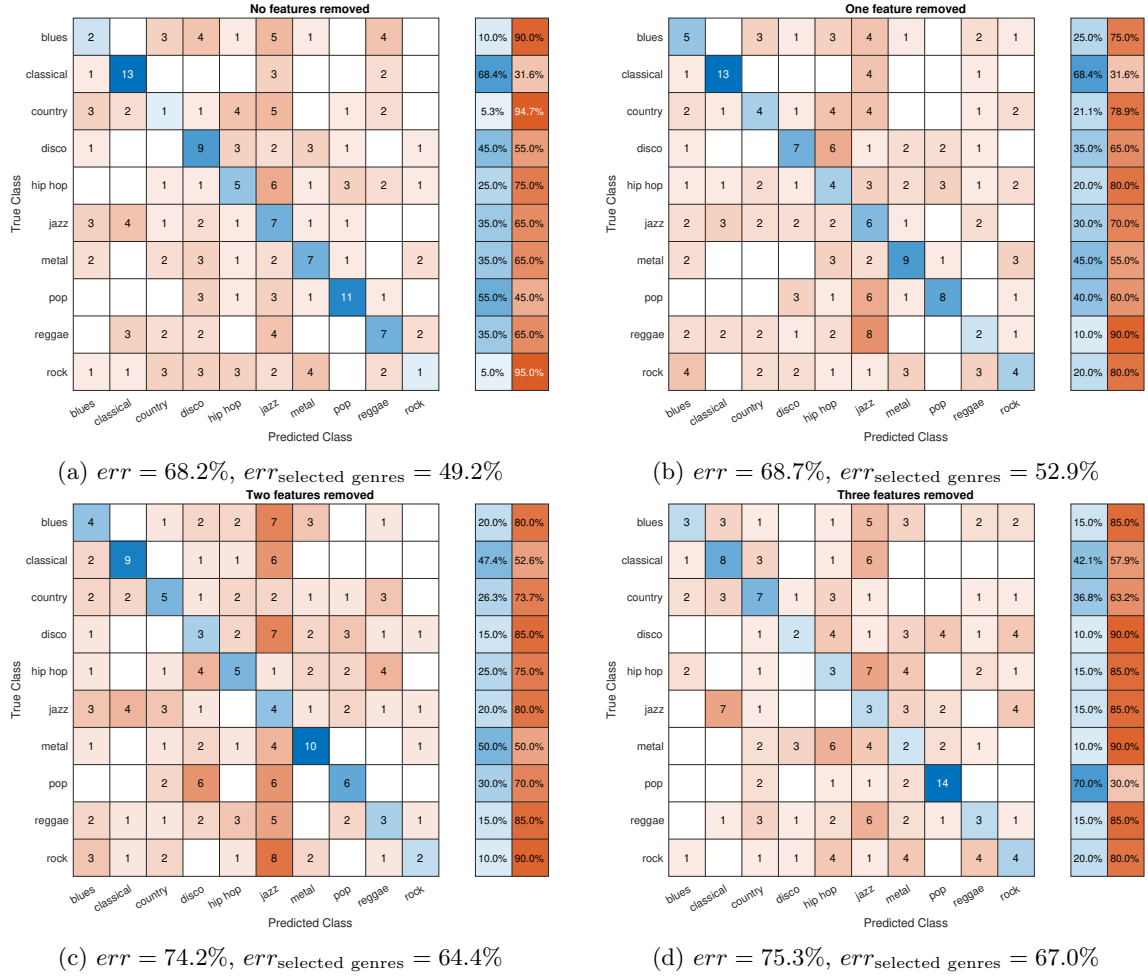 No features removed
blues 2 3 4 1 5 1 4 10.0% 90.0%
classical 1 13 3 2 68.4% 31.6%
country 3 2 1 1 4 5 1 2 5.3% 94.7%
disco 1 9 3 2 3 1 1 45.0% 55.0%
hip hop 1 1 5 6 1 3 2 1 25.0% 75.0%
jazz 3 4 1 2 1 7 1 1 35.0% 65.0%
metal 2 2 3 1 2 7 1 2 35.0% 65.0%
pop 3 1 3 1 11 1 55.0% 45.0%
reggae 3 2 2 4 7 2 35.0% 65.0%
rock 1 1 3 3 3 2 4 2 1 5.0% 95.0%
True Class
blues classical country disco hip hop jazz metal pop reggae rock
Predicted Class
(a) err = 68.2%, err selected genres = 49.2%
One feature removed
blues 5 3 1 3 4 1 2 1 25.0% 75.0%
classical 1 13 4 1 68.4% 31.6%
country 2 1 4 1 4 4 1 2 21.1% 78.9%
disco 7 6 1 2 2 1 1 35.0% 65.0%
hip hop 1 1 2 1 4 3 2 3 1 2 20.0% 80.0%
jazz 2 3 2 2 2 6 1 2 30.0% 70.0%
metal 2 3 2 9 1 3 45.0% 55.0%
pop 3 1 6 1 8 1 40.0% 60.0%
reggae 2 2 2 1 2 8 2 1 10.0% 90.0%
rock 4 2 2 1 1 3 3 4 20.0% 80.0%
True Class
blues classical country disco hip hop jazz metal pop reggae rock
Predicted Class
(b) err = 68.7%, err selected genres = 52.9%
Two features removed
blues 4 1 2 2 7 3 1 20.0% 80.0%
classical 2 9 1 1 6 47.4% 52.6%
country 2 2 5 1 2 2 1 1 3 26.3% 73.7%
disco 1 3 2 7 2 3 1 1 15.0% 85.0%
hip hop 1 1 4 5 1 2 2 4 25.0% 75.0%
jazz 3 4 3 1 4 1 2 1 1 20.0% 80.0%
metal 1 1 2 1 4 10 1 50.0% 50.0%
pop 2 6 6 6 30.0% 70.0%
reggae 2 1 1 2 3 5 2 3 1 15.0% 85.0%
rock 3 1 2 1 8 2 1 2 10.0% 90.0%
True Class
blues classical country disco hip hop jazz metal pop reggae rock
Predicted Class
(c) err = 74.2%, err selected genres = 64.4%
Three features removed
blues 3 3 1 1 5 3 2 2 15.0% 85.0%
classical 1 8 3 1 6 42.1% 57.9%
country 2 3 7 1 3 1 1 1 36.8% 63.2%
disco 1 2 4 1 3 4 1 4 10.0% 90.0%
hip hop 2 1 3 7 4 2 1 15.0% 85.0%
jazz 7 1 3 3 2 4 15.0% 85.0%
metal 2 3 6 4 2 2 1 10.0% 90.0%
pop 2 1 1 2 14 70.0% 30.0%
reggae 1 3 1 2 6 2 1 3 1 15.0% 85.0%
rock 1 1 1 4 1 4 4 4 20.0% 80.0%
True Class
blues classical country disco hip hop jazz metal pop reggae rock
Predicted Class
(d) err = 75.3%, err selected genres = 67.0%